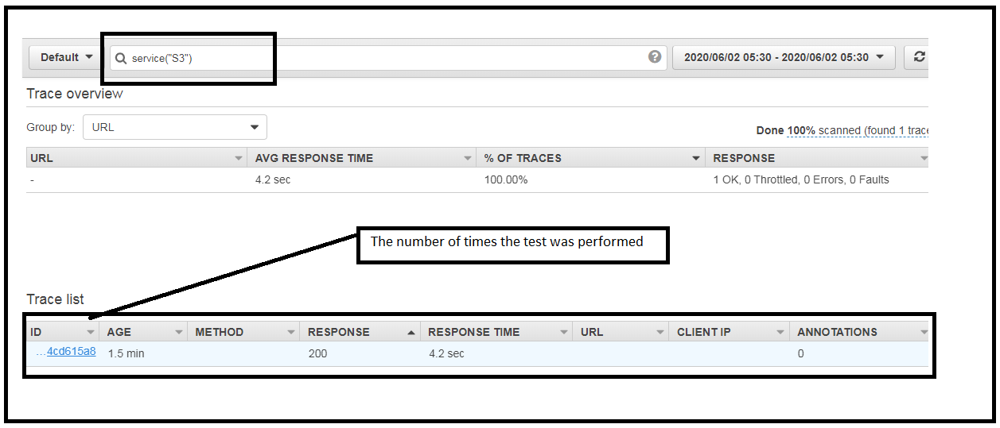 Default service("S3") ? 2020/06/02 05:30 - 2020/06/02 05:30
Trace overview
Group by: URL
Done 100% scanned (found 1 trace
URL AVG RESPONSE TIME % OF TRACES RESPONSE
- 4.2 sec 100.00% 1 OK, 0 Throttled, 0 Errors, 0 Faults
The number of times the test was performed
Trace list
ID AGE METHOD RESPONSE RESPONSE TIME URL CLIENT IP ANNOTATIONS
...4cd615a8 1.5 min 200 4.2 sec 0